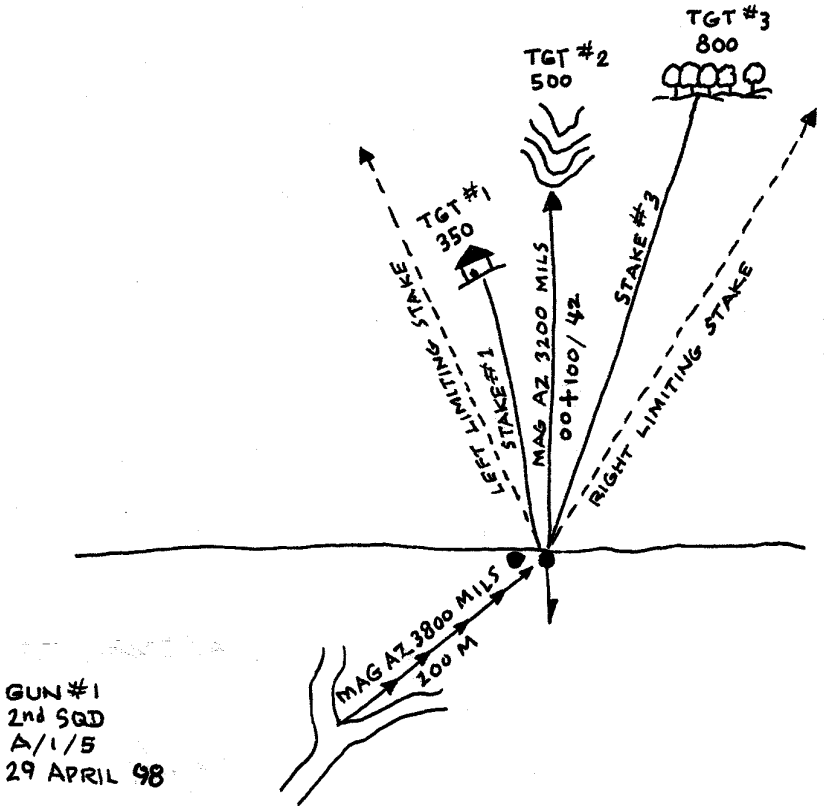 TGT #3
800
TGT #2
500
TGT #1
350
LEFT LIMITING STAKE
STAKE #1
MAG AZ 3200 MILS
00+100/42
STAKE #3
RIGHT LIMITING STAKE
MAG AZ 3800 MILS
200 M
GUN #1
2nd SQD
A/1/5
29 APRIL 98